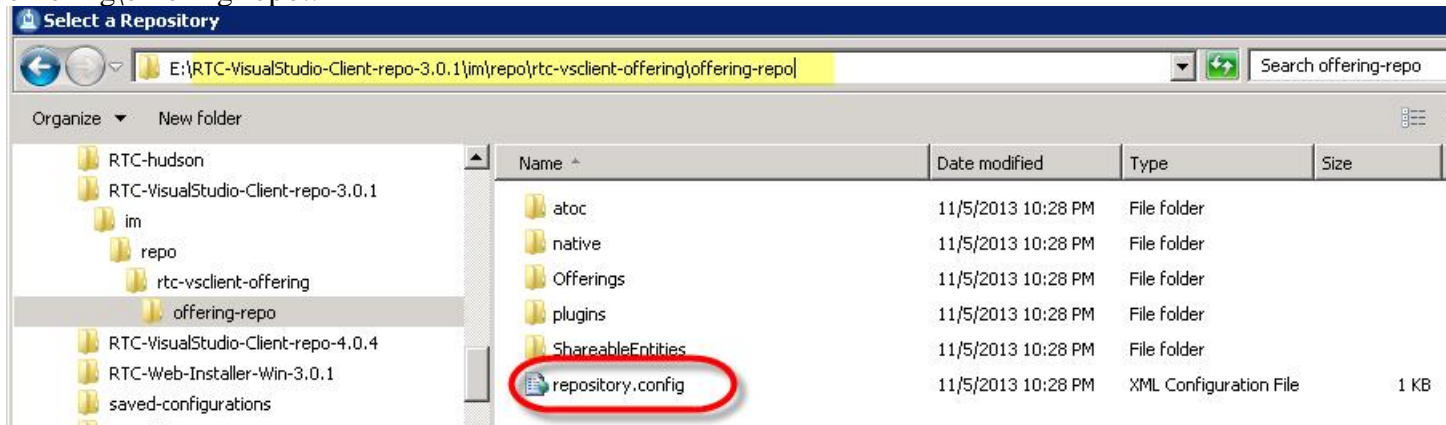 Select a Repository
E:\RTC-VisualStudio-Client-repo-3.0.1\im\repo\rtc-vsclient-offering\offering-repo
Search offering-repo
Organize New folder
RTC-hudson
RTC-VisualStudio-Client-repo-3.0.1
im
repo
rtc-vsclient-offering
offering-repo
RTC-VisualStudio-Client-repo-4.0.4
RTC-Web-Installer-Win-3.0.1
saved-configurations
Name Date modified Type Size
atoc 11/5/2013 10:28 PM File folder
native 11/5/2013 10:28 PM File folder
Offerings 11/5/2013 10:28 PM File folder
plugins 11/5/2013 10:28 PM File folder
ShareableEntities 11/5/2013 10:28 PM File folder
repository.config 11/5/2013 10:28 PM XML Configuration File 1 KB